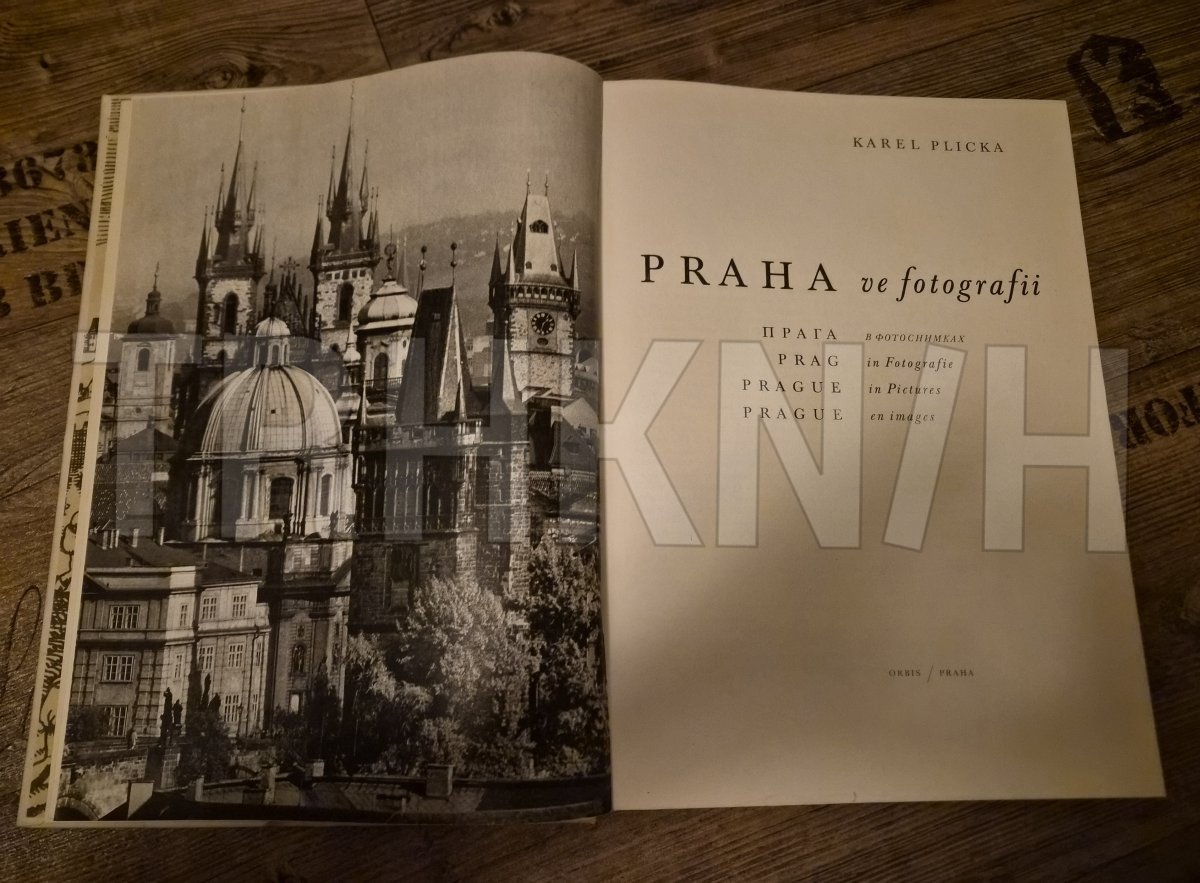 KAREL PLICKA
PRAHA ve fotografii
ПРАГА В ФОТОСНИМКАХ
PRAG in Fotografie
PRAGUE in Pictures
PRAGUE en images
ORBIS / PRAHA